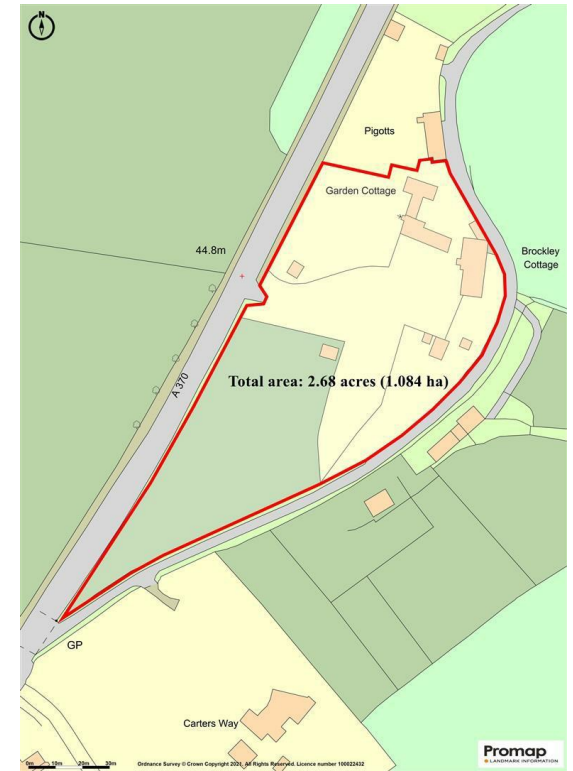 N
Pigotts
Garden Cottage
44.8m
Brockley
Cottage
A 370
Total area: 2.68 acres (1.084 ha)
GP
Carters Way
0m 10m 20m 30m
Ordnance Survey © Crown Copyright 2021. All Rights Reserved. Licence number 100022432
Promap
LANDMARK INFORMATION